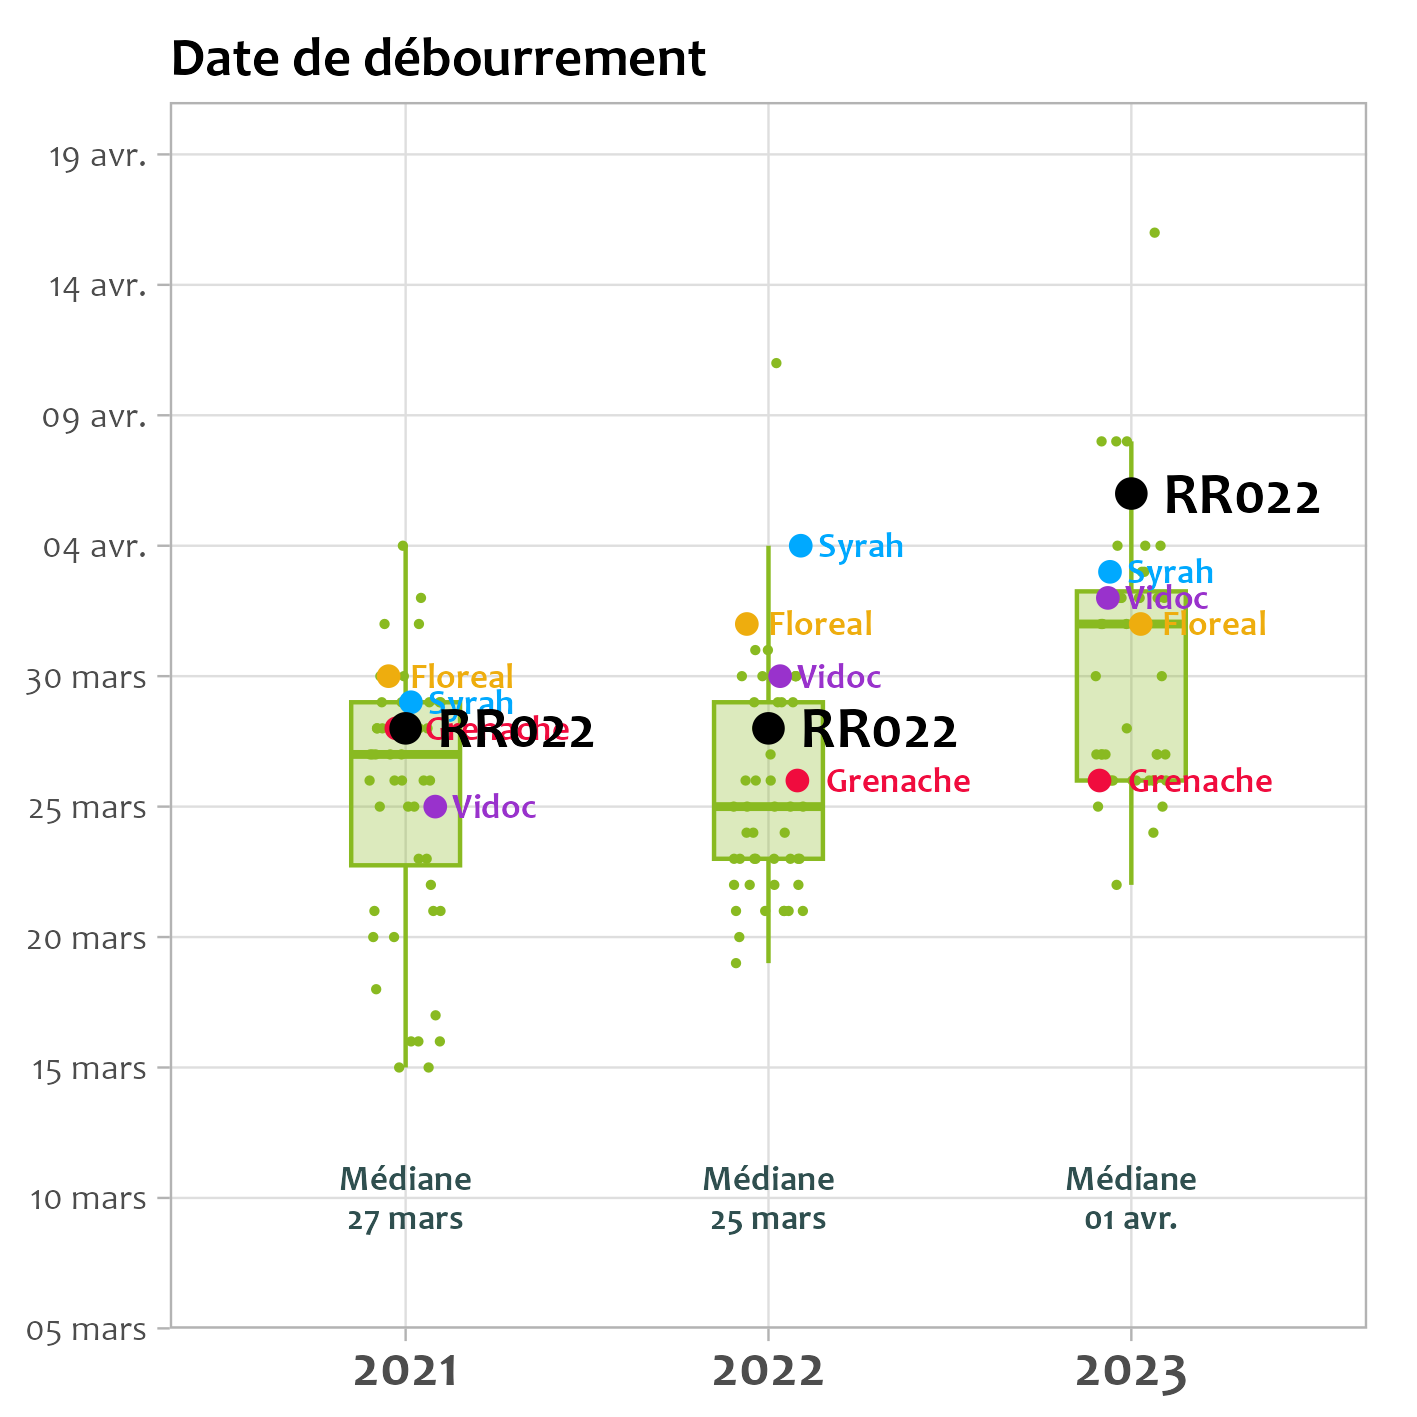 Date de débourrement
19 avr.
14 avr.
09 avr.
04 avr.
30 mars
25 mars
20 mars
15 mars
10 mars
05 mars
Floreal
Syrah
Grenache
RR022
Vidoc
Médiane
27 mars
Syrah
Floreal
Vidoc
RR022
Grenache
Médiane
25 mars
RR022
Syrah
Vidoc
Floreal
Grenache
Médiane
01 avr.
2021
2022
2023